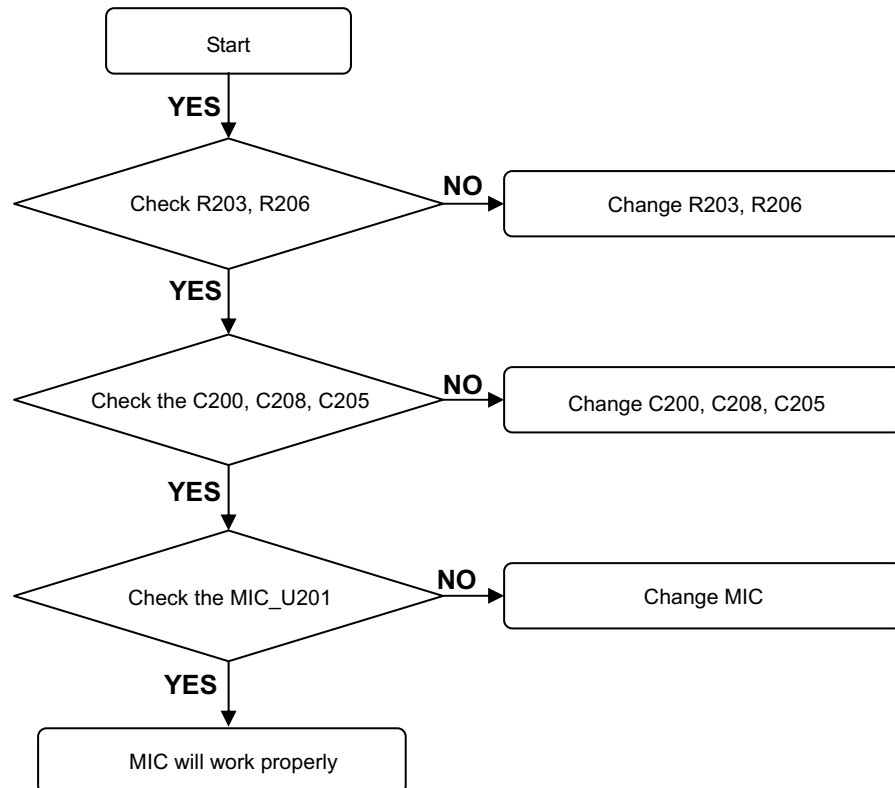 Start
YES
Check R203, R206
NO
Change R203, R206
YES
Check the C200, C208, C205
NO
Change C200, C208, C205
YES
Check the MIC_U201
NO
Change MIC
YES
MIC will work properly